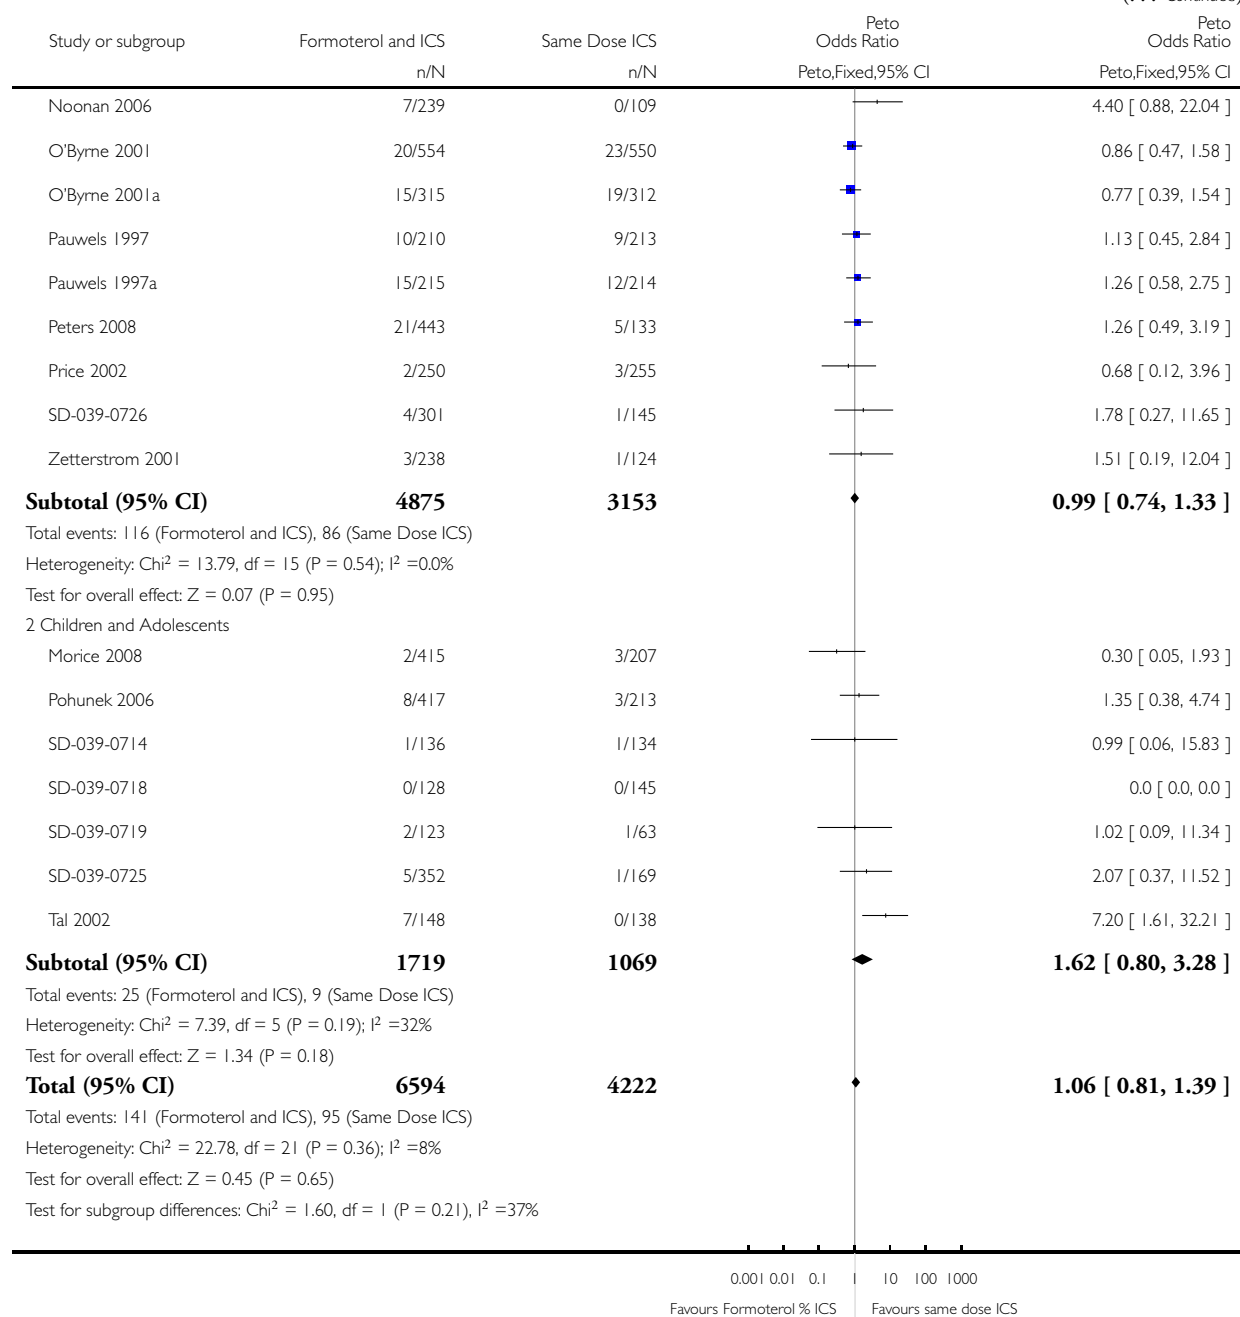 Peto Peto
Study or subgroup Formoterol and ICS Same Dose ICS Odds Ratio Odds Ratio
n/N n/N Peto,Fixed,95% CI Peto,Fixed,95% CI
Noonan 2006 7/239 0/109 4.40 [ 0.88, 22.04 ]
O'Byrne 2001 20/554 23/550 0.86 [ 0.47, 1.58 ]
O'Byrne 2001a 15/315 19/312 0.77 [ 0.39, 1.54 ]
Pauwels 1997 10/210 9/213 1.13 [ 0.45, 2.84 ]
Pauwels 1997a 15/215 12/214 1.26 [ 0.58, 2.75 ]
Peters 2008 21/443 5/133 1.26 [ 0.49, 3.19 ]
Price 2002 2/250 3/255 0.68 [ 0.12, 3.96 ]
SD-039-0726 4/301 1/145 1.78 [ 0.27, 11.65 ]
Zetterstrom 2001 3/238 1/124 1.51 [ 0.19, 12.04 ]
Subtotal (95% CI) 4875 3153 0.99 [ 0.74, 1.33 ]
Total events: 116 (Formoterol and ICS), 86 (Same Dose ICS)
Heterogeneity: Chi² = 13.79, df = 15 (P = 0.54); I² =0.0%
Test for overall effect: Z = 0.07 (P = 0.95)
2 Children and Adolescents
Morice 2008 2/415 3/207 0.30 [ 0.05, 1.93 ]
Pohunek 2006 8/417 3/213 1.35 [ 0.38, 4.74 ]
SD-039-0714 1/136 1/134 0.99 [ 0.06, 15.83 ]
SD-039-0718 0/128 0/145 0.0 [ 0.0, 0.0 ]
SD-039-0719 2/123 1/63 1.02 [ 0.09, 11.34 ]
SD-039-0725 5/352 1/169 2.07 [ 0.37, 11.52 ]
Tal 2002 7/148 0/138 7.20 [ 1.61, 32.21 ]
Subtotal (95% CI) 1719 1069 1.62 [ 0.80, 3.28 ]
Total events: 25 (Formoterol and ICS), 9 (Same Dose ICS)
Heterogeneity: Chi² = 7.39, df = 5 (P = 0.19); I² =32%
Test for overall effect: Z = 1.34 (P = 0.18)
Total (95% CI) 6594 4222 1.06 [ 0.81, 1.39 ]
Total events: 141 (Formoterol and ICS), 95 (Same Dose ICS)
Heterogeneity: Chi² = 22.78, df = 21 (P = 0.36); I² =8%
Test for overall effect: Z = 0.45 (P = 0.65)
Test for subgroup differences: Chi² = 1.60, df = 1 (P = 0.21), I² =37%
0.001 0.01 0.1 1 10 100 1000
Favours Formoterol % ICS Favours same dose ICS